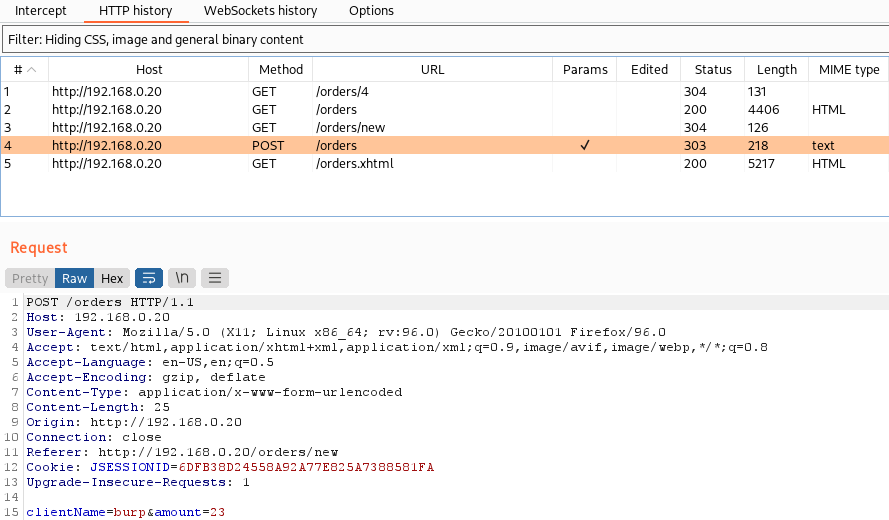 Intercept HTTP history WebSockets history Options
Filter: Hiding CSS, image and general binary content
# Host Method URL Params Edited Status Length MIME type
1 http://192.168.0.20 GET /orders/4 304 131
2 http://192.168.0.20 GET /orders 200 4406 HTML
3 http://192.168.0.20 GET /orders/new 304 126
4 http://192.168.0.20 POST /orders ✓ 303 218 text
5 http://192.168.0.20 GET /orders.xhtml 200 5217 HTML
Request
Pretty Raw Hex \n
1 POST /orders HTTP/1.1
2 Host: 192.168.0.20
3 User-Agent: Mozilla/5.0 (X11; Linux x86_64; rv:96.0) Gecko/20100101 Firefox/96.0
4 Accept: text/html,application/xhtml+xml,application/xml;q=0.9,image/avif,image/webp,*/*;q=0.8
5 Accept-Language: en-US,en;q=0.5
6 Accept-Encoding: gzip, deflate
7 Content-Type: application/x-www-form-urlencoded
8 Content-Length: 25
9 Origin: http://192.168.0.20
10 Connection: close
11 Referer: http://192.168.0.20/orders/new
12 Cookie: JSESSIONID=6DFB38D24558A92A77E825A7388581FA
13 Upgrade-Insecure-Requests: 1
14
15 clientName=burp&amount=23